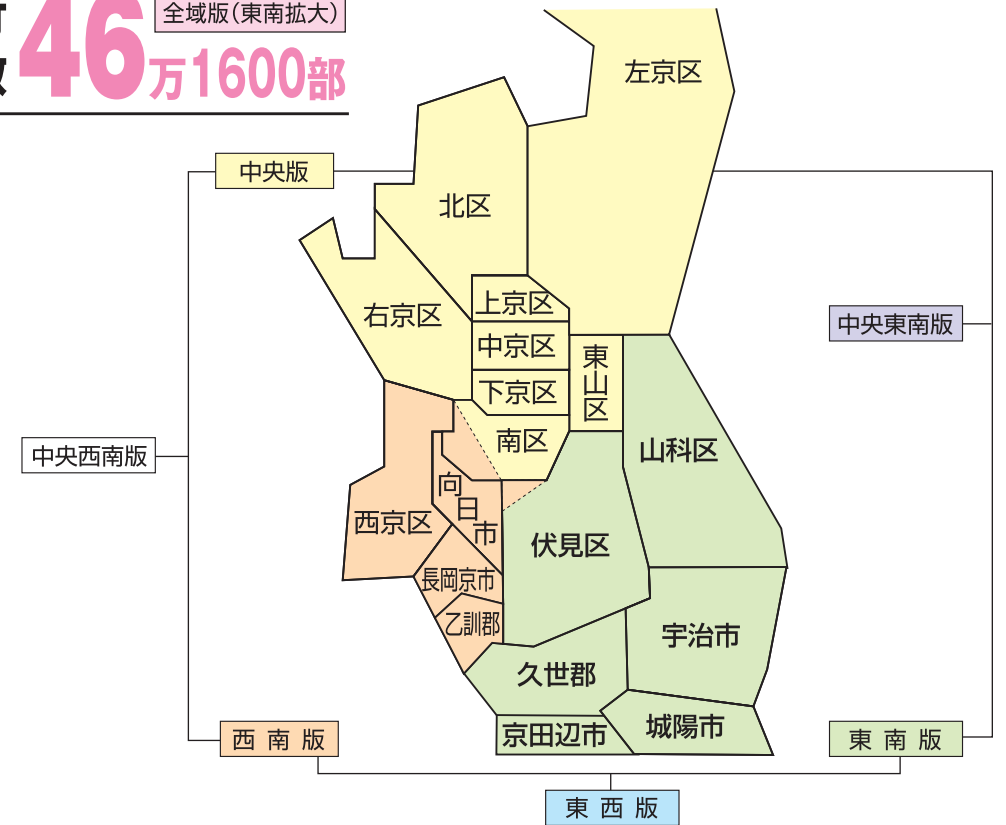 全域版(東南拡大)
46万1600部
左京区
中央版
北区
上京区
右京区
中京区
中央東南版
東山区
下京区
南区
山科区
中央西南版
向日市
西京区
伏見区
長岡京市
乙訓郡
宇治市
久世郡
城陽市
京田辺市
西南版
東南版
東西版